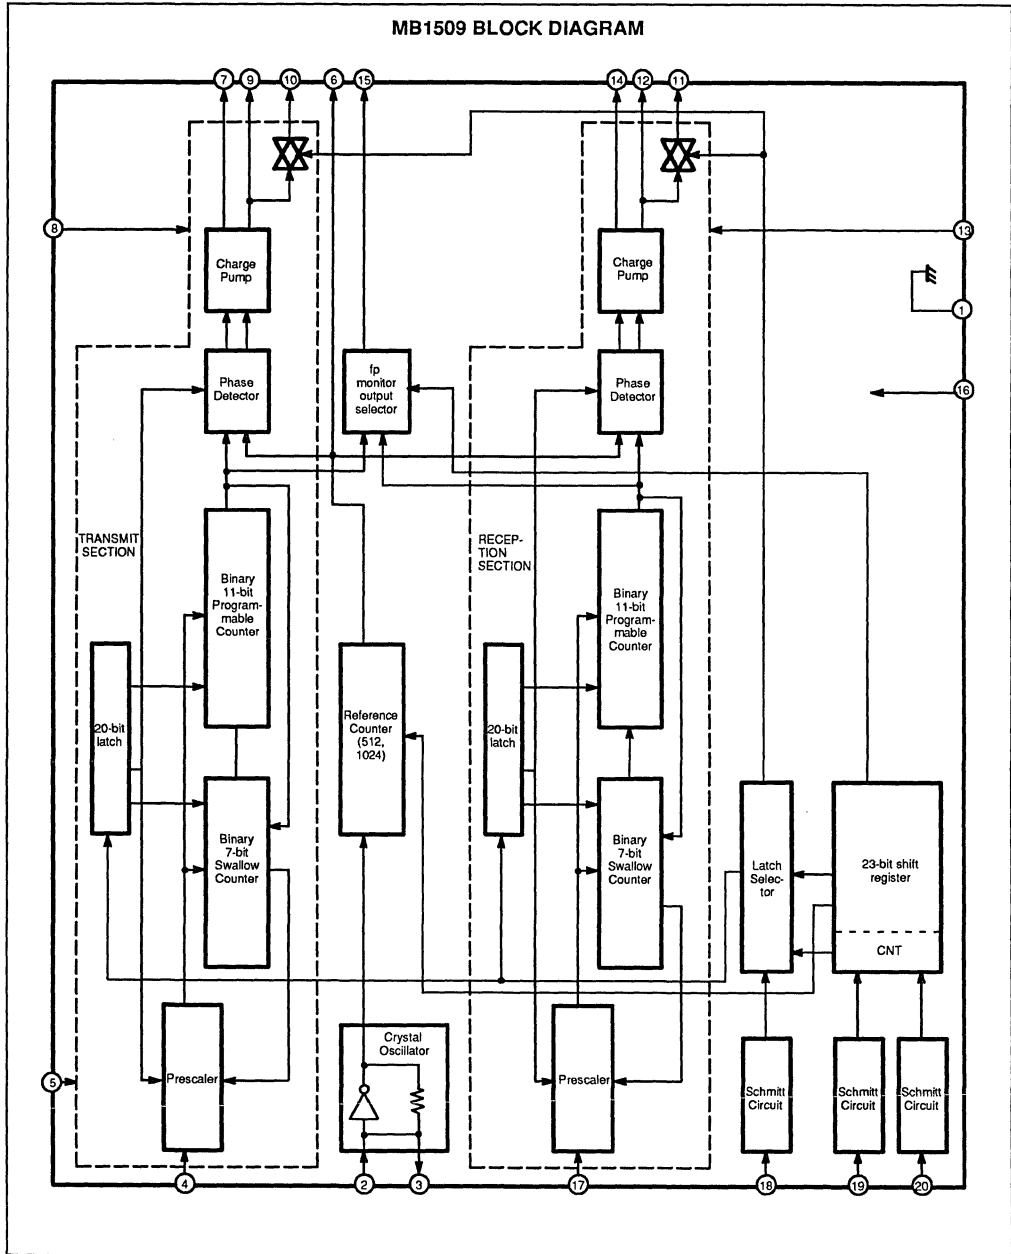 MB1509 BLOCK DIAGRAM
7 9 10 6 15 14 12 11
8
13
Charge
Pump
Charge
Pump
1
Phase
Detector
fp
monitor
output
selector
Phase
Detector
16
TRANSMIT
SECTION
RECEP-
TION
SECTION
Binary
11-bit
Program-
mable
Counter
Binary
11-bit
Program-
mable
Counter
20-bit
latch
Reference
Counter
(512,
1024)
20-bit
latch
Binary
7-bit
Swallow
Counter
Binary
7-bit
Swallow
Counter
Latch
Selec-
tor
23-bit shift
register
CNT
Crystal
Oscillator
5
Prescaler
Prescaler
Schmitt
Circuit
Schmitt
Circuit
Schmitt
Circuit
4 2 3 17 18 19 20